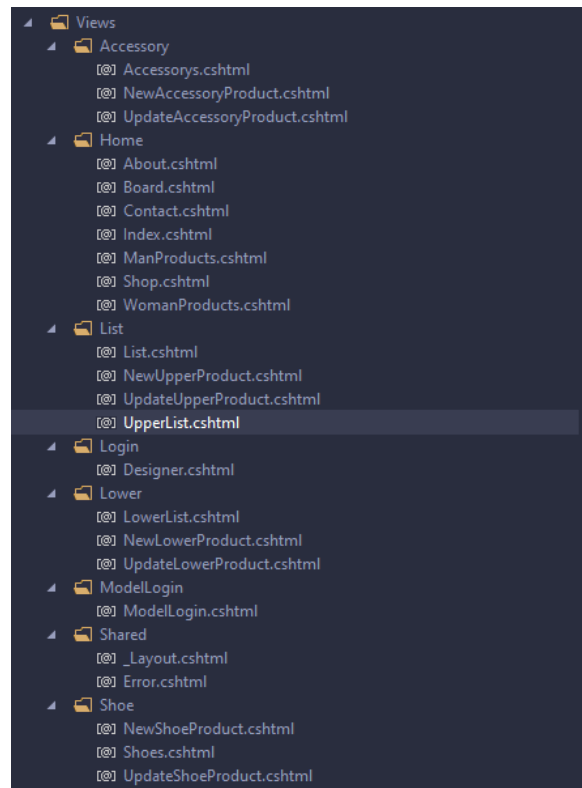 Views
Accessory
[@] Accessorys.cshtml
[@] NewAccessoryProduct.cshtml
[@] UpdateAccessoryProduct.cshtml
Home
[@] About.cshtml
[@] Board.cshtml
[@] Contact.cshtml
[@] Index.cshtml
[@] ManProducts.cshtml
[@] Shop.cshtml
[@] WomanProducts.cshtml
List
[@] List.cshtml
[@] NewUpperProduct.cshtml
[@] UpdateUpperProduct.cshtml
[@] UpperList.cshtml
Login
[@] Designer.cshtml
Lower
[@] LowerList.cshtml
[@] NewLowerProduct.cshtml
[@] UpdateLowerProduct.cshtml
ModelLogin
[@] ModelLogin.cshtml
Shared
[@] _Layout.cshtml
[@] Error.cshtml
Shoe
[@] NewShoeProduct.cshtml
[@] Shoes.cshtml
[@] UpdateShoeProduct.cshtml